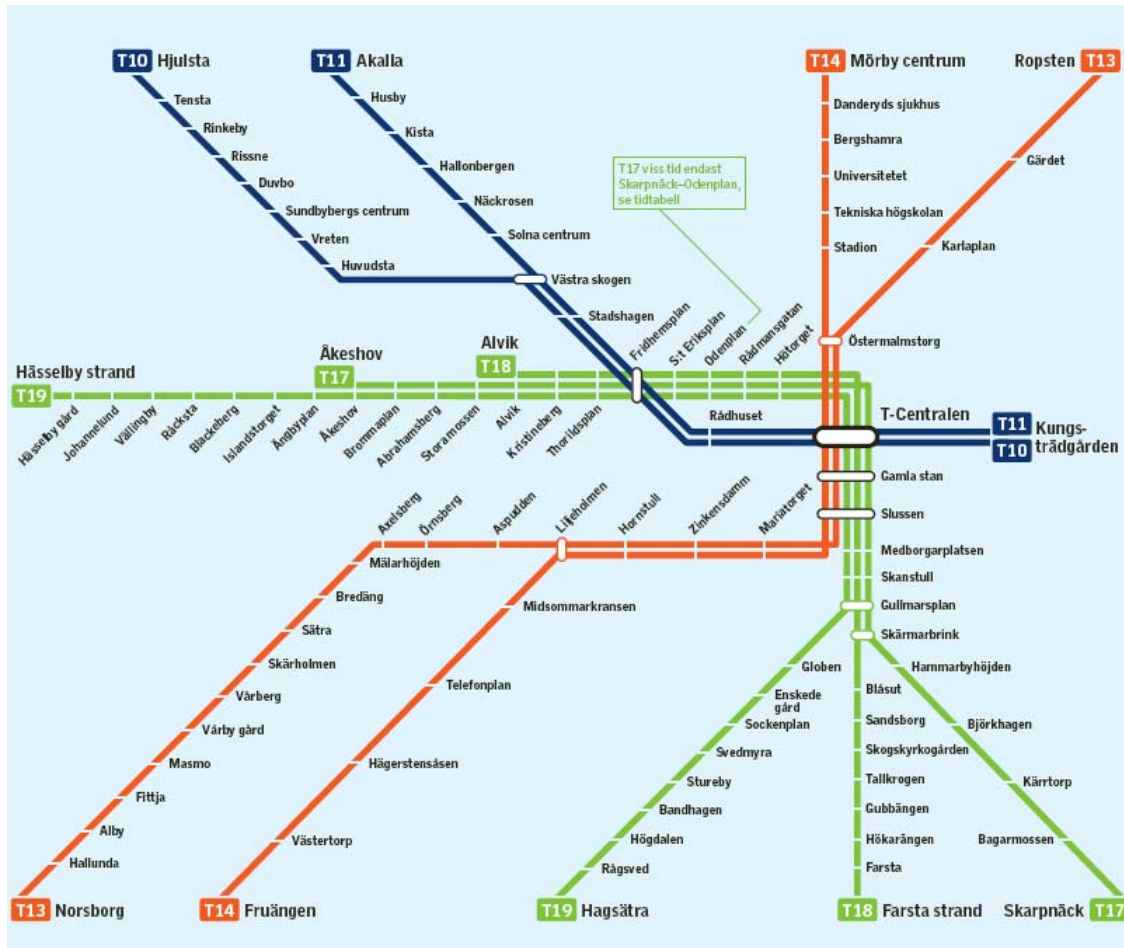 T10 Hjulsta
Tensta
Rinkeby
Rissne
Duvbo
Sundbybergs centrum
Vreten
Huvudsta
T11 Akalla
Husby
Kista
Hallonbergen
Näckrosen
Solna centrum
Västra skogen
Stadshagen
T14 Mörby centrum
Danderyds sjukhus
Bergshamra
Universitetet
Tekniska högskolan
Stadion
Ropsten T13
Gärdet
Karlaplan
Östermalmstorg
T17 viss tid endast
Skarpnäck–Odenplan,
se tidtabell
Hässelby strand
T19
Hässelby gård
Johannelund
Vällingby
Råcksta
Blackeberg
Islandstorget
Ängbyplan
Åkeshov
T17
Åkeshov
Brommaplan
Abrahamsberg
Stora mossen
Alvik
T18
Alvik
Kristineberg
Thorildsplan
Fridhemsplan
S:t Eriksplan
Odenplan
Rådmansgatan
Hötorget
Rådhuset
T-Centralen
T11
T10
Kungs-
trädgården
Gamla stan
Slussen
Medborgarplatsen
Skanstull
Gullmarsplan
Skärmarbrink
Axelsberg
Örnsberg
Aspudden
Liljeholmen
Hornstull
Zinkensdamm
Mariatorget
Mälarhöjden
Bredäng
Sätra
Skärholmen
Vårberg
Vårby gård
Masmo
Fittja
Alby
Hallunda
T13 Norsborg
Midsommarkransen
Telefonplan
Hägerstensåsen
Västertorp
T14 Fruängen
Globen
Enskede
gård
Sockenplan
Svedmyra
Stureby
Bandhagen
Högdalen
Rågsved
T19 Hagsätra
Blåsut
Sandsborg
Skogskyrkogården
Tallkrogen
Gubbängen
Hökarängen
Farsta
T18 Farsta strand
Hammarbyhöjden
Björkhagen
Kärrtorp
Bagarmossen
Skarpnäck T17